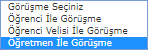 Görüşme Seçiniz
Öğrenci İle Görüşme
Öğrenci Velisi İle Görüşme
Öğretmen İle Görüşme